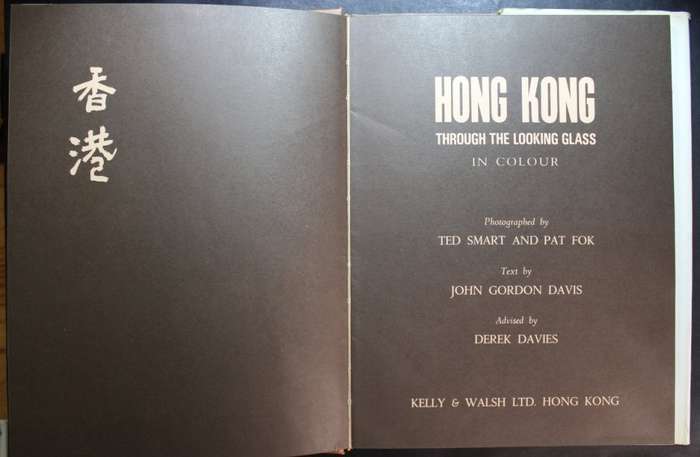 香
港
HONG KONG
THROUGH THE LOOKING GLASS
IN COLOUR
Photographed by
TED SMART AND PAT FOK
Text by
JOHN GORDON DAVIS
Advised by
DEREK DAVIES
KELLY & WALSH LTD. HONG KONG